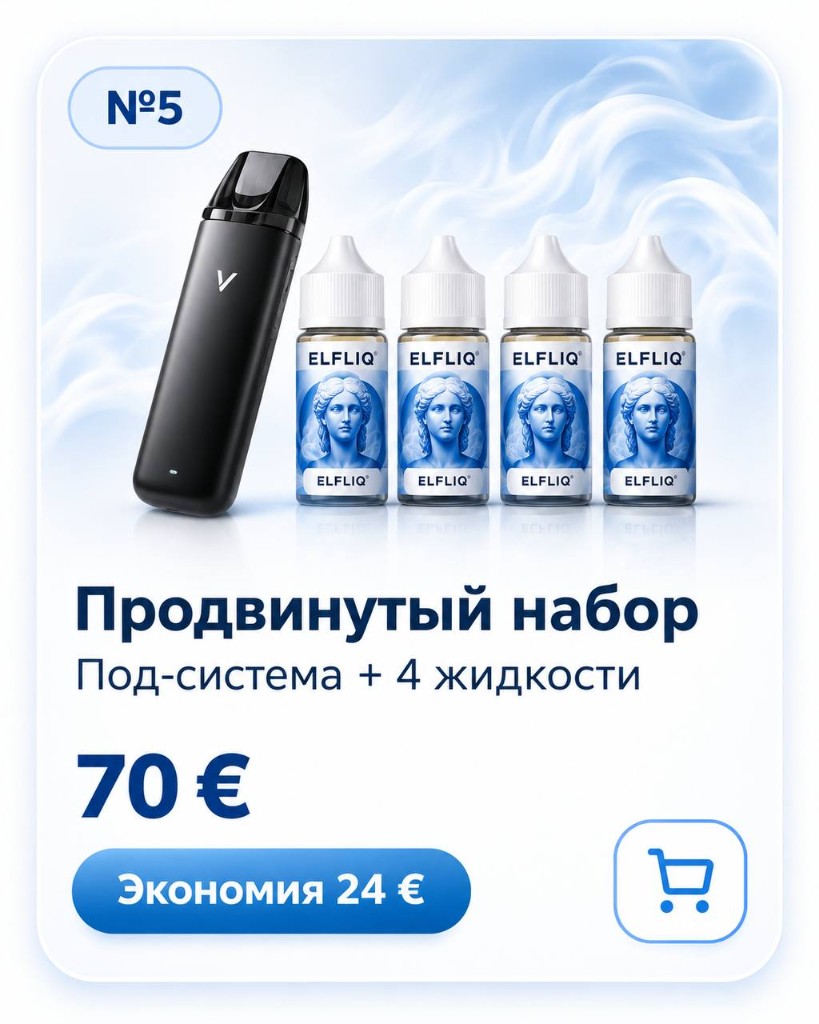 №5
V
ELFLIQ® ELFLIQ® ELFLIQ® ELFLIQ®
ELFLIQ® ELFLIQ® ELFLIQ® ELFLIQ®
Продвинутый набор
Под-система + 4 жидкости
70 €
Экономия 24 €